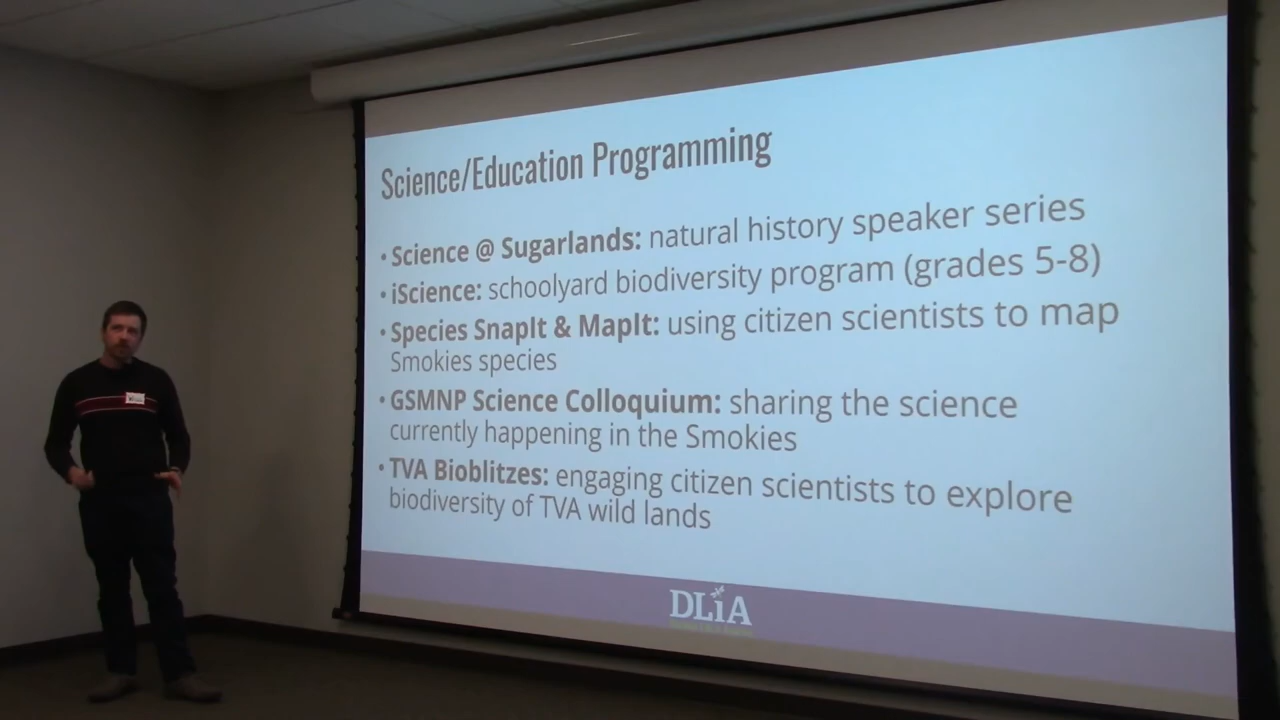 Science/Education Programming
• Science @ Sugarlands: natural history speaker series
• iScience: schoolyard biodiversity program (grades 5-8)
• Species SnapIt & MapIt: using citizen scientists to map
Smokies species
• GSMNP Science Colloquium: sharing the science
currently happening in the Smokies
• TVA Bioblitzes: engaging citizen scientists to explore
biodiversity of TVA wild lands
DLiA